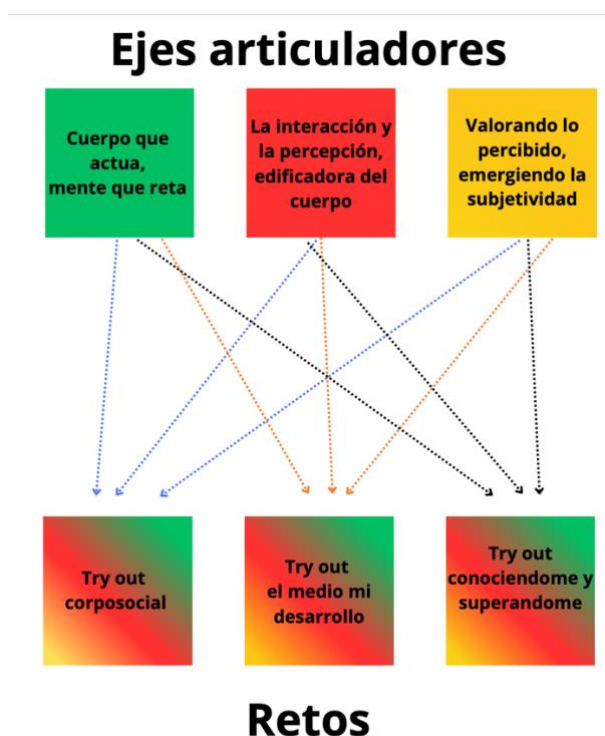 Ejes articuladores
Cuerpo que
actua,
mente que reta
La interacción y
la percepción,
edificadora del
cuerpo
Valorando lo
percibido,
emergiendo la
subjetividad
Try out
corposocial
Try out
el medio mi
desarrollo
Try out
conociendome y
superandome
Retos